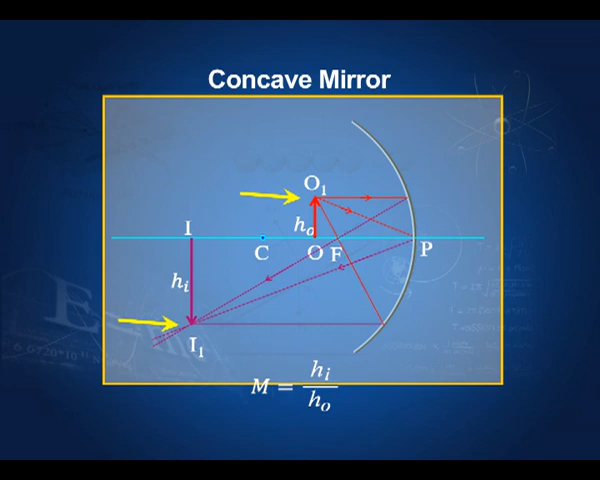 Concave Mirror
O₁
I
hₒ
C
O F
P
hᵢ
I₁
M = hᵢ/hₒ